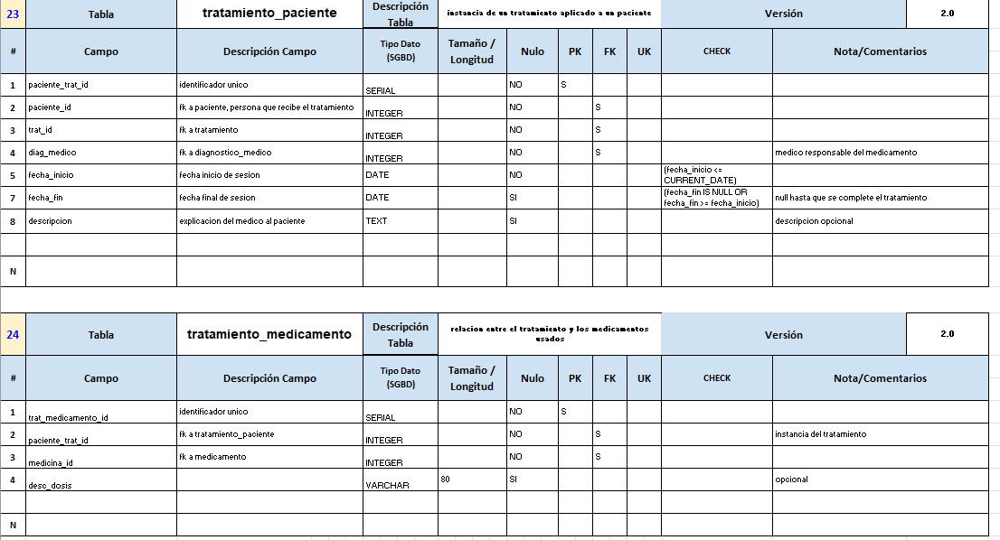 23 Tabla tratamiento_paciente Descripción Tabla instancia de un tratamiento aplicado a un paciente Versión 2.0
# Campo Descripción Campo Tipo Dato (SGBD) Tamaño / Longitud Nulo PK FK UK CHECK Nota/Comentarios
1 paciente_trat_id identificador unico SERIAL NO S
2 paciente_id fk a paciente, persona que recibe el tratamiento INTEGER NO S
3 trat_id fk a tratamiento INTEGER NO S
4 diag_medico fk a diagnostico_medico INTEGER NO S medico responsable del medicamento
5 fecha_inicio fecha inicio de sesion DATE NO (fecha_inicio <= CURRENT_DATE)
7 fecha_fin fecha final de sesion DATE SI (fecha_fin IS NULL OR fecha_fin >= fecha_inicio) null hasta que se complete el tratamiento
8 descripcion explicacion del medico al paciente TEXT SI descripcion opcional
N
24 Tabla tratamiento_medicamento Descripción Tabla relacion entre el tratamiento y los medicamentos usados Versión 2.0
# Campo Descripción Campo Tipo Dato (SGBD) Tamaño / Longitud Nulo PK FK UK CHECK Nota/Comentarios
1 trat_medicamento_id identificador unico SERIAL NO S
2 paciente_trat_id fk a tratamiento_paciente INTEGER NO S instancia del tratamiento
3 medicina_id fk a medicamento INTEGER NO S
4 desc_dosis VARCHAR 80 SI opcional
N